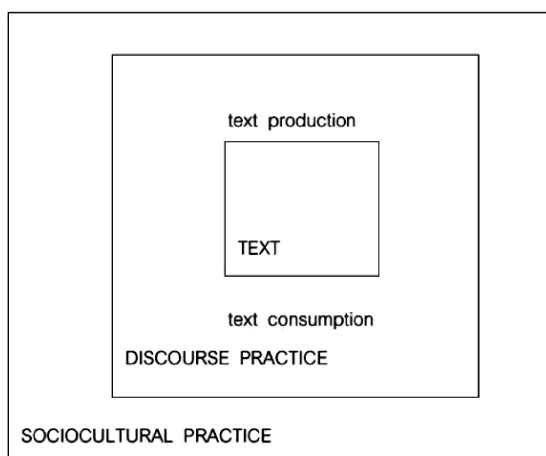 text production
TEXT
text consumption
DISCOURSE PRACTICE
SOCIOCULTURAL PRACTICE